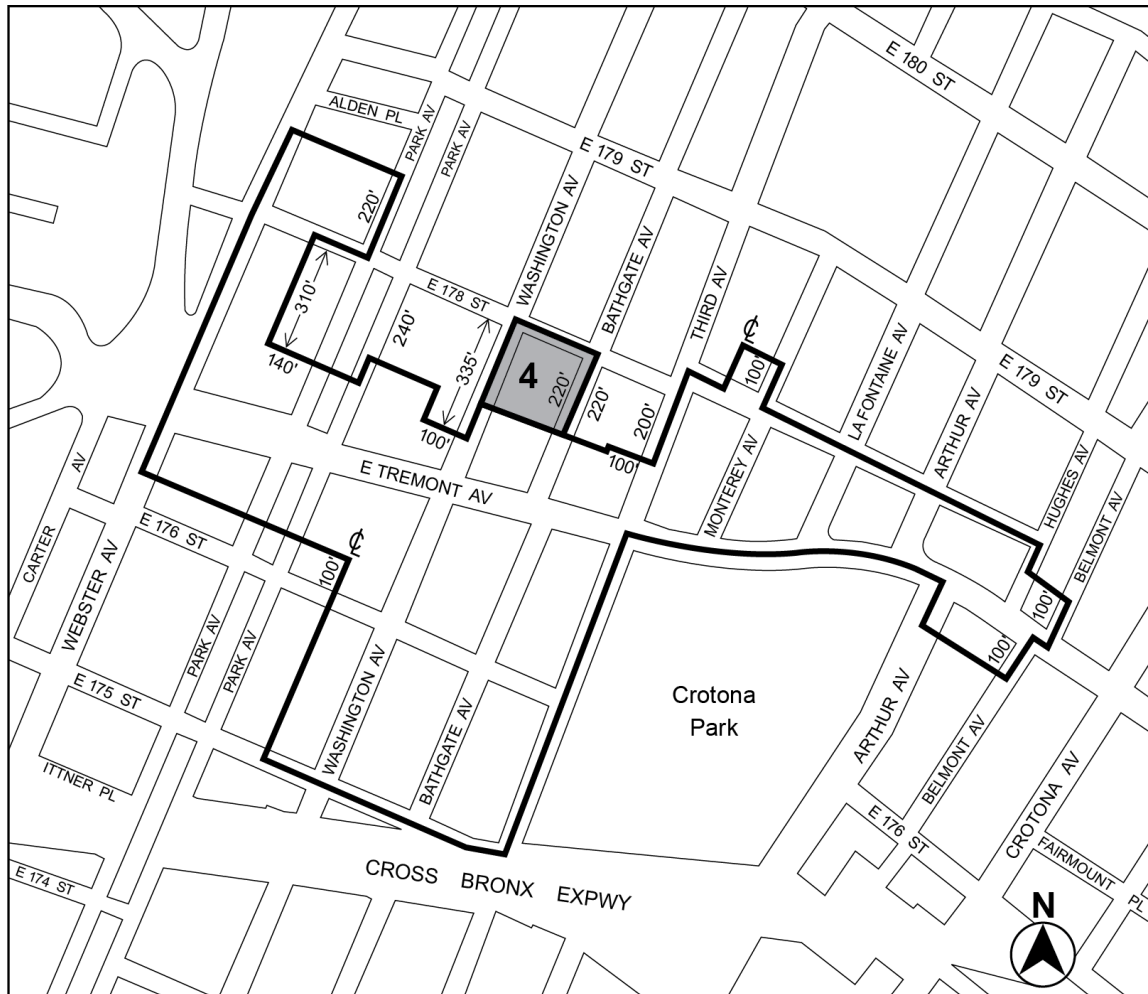 E 180 ST
ALDEN PL
PARK AV
PARK AV
E 179 ST
WASHINGTON AV
BATHGATE AV
220'
THIRD AV
E 178 ST
310'
240'
335'
4
220'
220'
200'
℄
100'
140'
100'
100'
LAFONTAINE AV
E 179 ST
ARTHUR AV
HUGHES AV
BELMONT AV
MONTEREY AV
E TREMONT AV
CARTER AV
WEBSTER AV
E 176 ST
℄
100'
100'
100'
PARK AV
PARK AV
WASHINGTON AV
BATHGATE AV
E 175 ST
ITTNER PL
Crotona
Park
ARTHUR AV
BELMONT AV
CROTONA AV
E 176 ST
FAIRMOUNT PL
E 174 ST
CROSS BRONX EXPWY
N